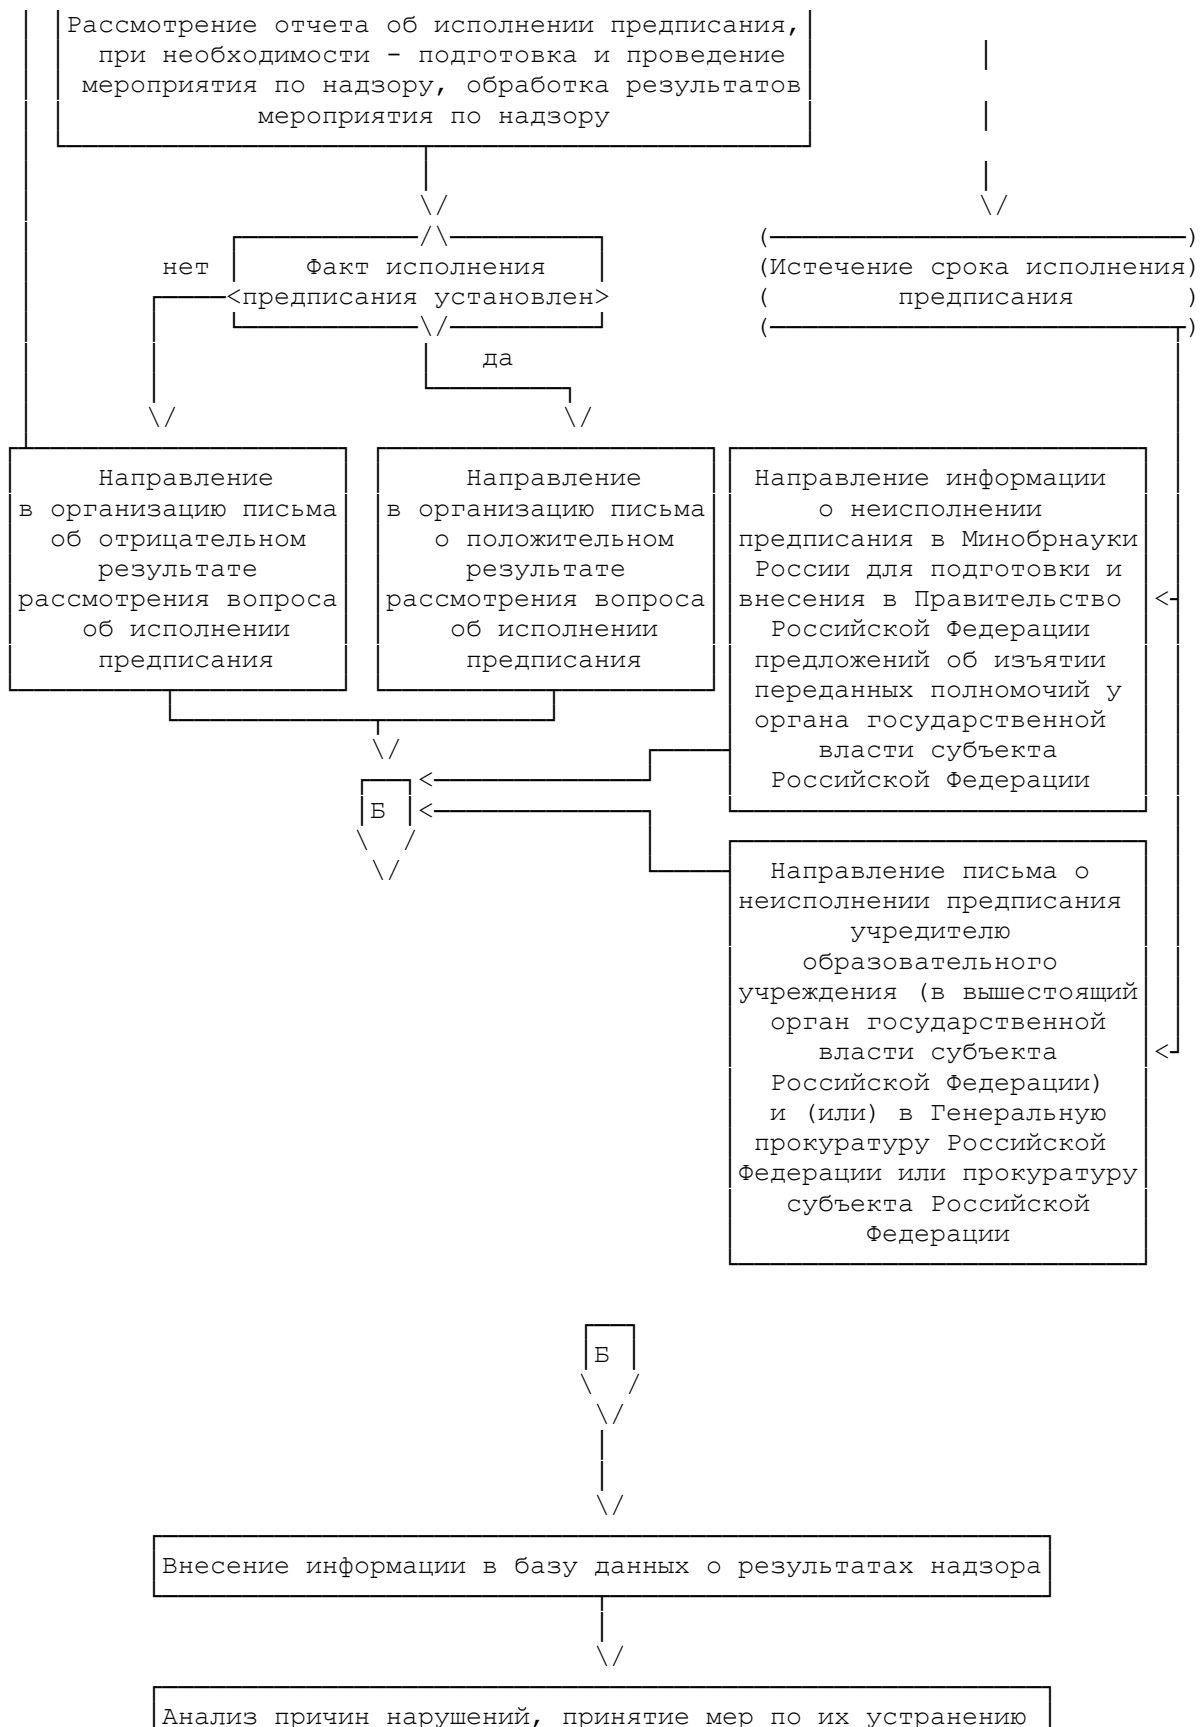 Рассмотрение отчета об исполнении предписания,
при необходимости - подготовка и проведение
мероприятия по надзору, обработка результатов
мероприятия по надзору
нет
Факт исполнения
предписания установлен
да
(Истечение срока исполнения)
( предписания )
Направление
в организацию письма
об отрицательном
результате
рассмотрения вопроса
об исполнении
предписания
Направление
в организацию письма
о положительном
результате
рассмотрения вопроса
об исполнении
предписания
Направление информации
о неисполнении
предписания в Минобрнауки
России для подготовки и
внесения в Правительство
Российской Федерации
предложений об изъятии
переданных полномочий у
органа государственной
власти субъекта
Российской Федерации
Б
Направление письма о
неисполнении предписания
учредителю
образовательного
учреждения (в вышестоящий
орган государственной
власти субъекта
Российской Федерации)
и (или) в Генеральную
прокуратуру Российской
Федерации или прокуратуру
субъекта Российской
Федерации
Б
Внесение информации в базу данных о результатах надзора
Анализ причин нарушений, принятие мер по их устранению